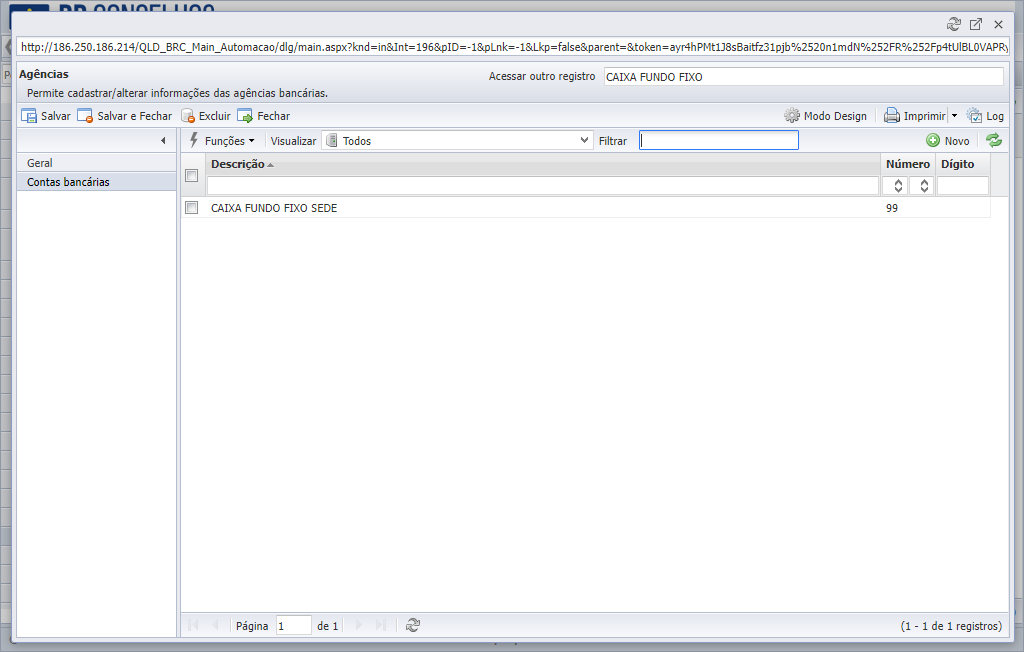 http://186.250.186.214/QLD_BRC_Main_Automacao/dlg/main.aspx?knd=in&Int=196&pID=-1&pLnk=-1&Lkp=false&parent=&token=ayr4hPMt1J8sBaitfz31pjb%2520n1mdN%252FR%252Fp4tUlBL0VAPRy
Agências Acessar outro registro CAIXA FUNDO FIXO
Permite cadastrar/alterar informações das agências bancárias.
Salvar Salvar e Fechar Excluir Fechar Modo Design Imprimir Log
Funções Visualizar Todos Filtrar Novo
Geral
Contas bancárias
Descrição Número Dígito
CAIXA FUNDO FIXO SEDE 99
Página 1 de 1 (1 - 1 de 1 registros)